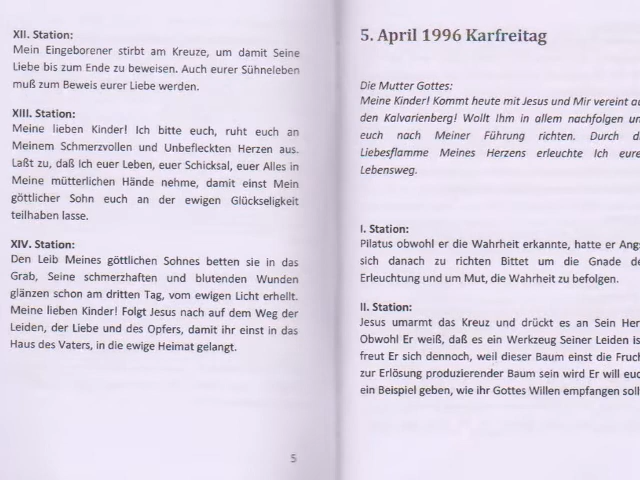 XII. Station:
Mein Eingeborener stirbt am Kreuze, um damit Seine
Liebe bis zum Ende zu beweisen. Auch eurer Sühneleben
muß zum Beweis eurer Liebe werden.
XIII. Station:
Meine lieben Kinder! Ich bitte euch, ruht euch an
Meinem Schmerzvollen und Unbefleckten Herzen aus.
Laßt zu, daß Ich euer Leben, euer Schicksal, euer Alles in
Meine mütterlichen Hände nehme, damit einst Mein
göttlicher Sohn euch an der ewigen Glückseligkeit
teilhaben lasse.
XIV. Station:
Den Leib Meines göttlichen Sohnes betten sie in das
Grab, Seine schmerzhaften und blutenden Wunden
glänzen schon am dritten Tag, vom ewigen Licht erhellt.
Meine lieben Kinder! Folgt Jesus nach auf dem Weg der
Leiden, der Liebe und des Opfers, damit ihr einst in das
Haus des Vaters, in die ewige Heimat gelangt.
5
5. April 1996 Karfreitag
Die Mutter Gottes:
Meine Kinder! Kommt heute mit Jesus und Mir vereint
den Kalvarienberg! Wollt Ihm in allem nachfolgen
euch nach Meiner Führung richten. Durch
Liebesflamme Meines Herzens erleuchte Ich
Lebensweg.
I. Station:
Pilatus obwohl er die Wahrheit erkannte, hatte er
sich danach zu richten Bittet um die Gnade
Erleuchtung und um Mut, die Wahrheit zu befolgen.
II. Station:
Jesus umarmt das Kreuz und drückt es an Sein
Obwohl Er weiß, daß es ein Werkzeug Seiner Leiden
freut Er sich dennoch, weil dieser Baum einst die
zur Erlösung produzierender Baum sein wird Er will
ein Beispiel geben, wie ihr Gottes Willen empfangen